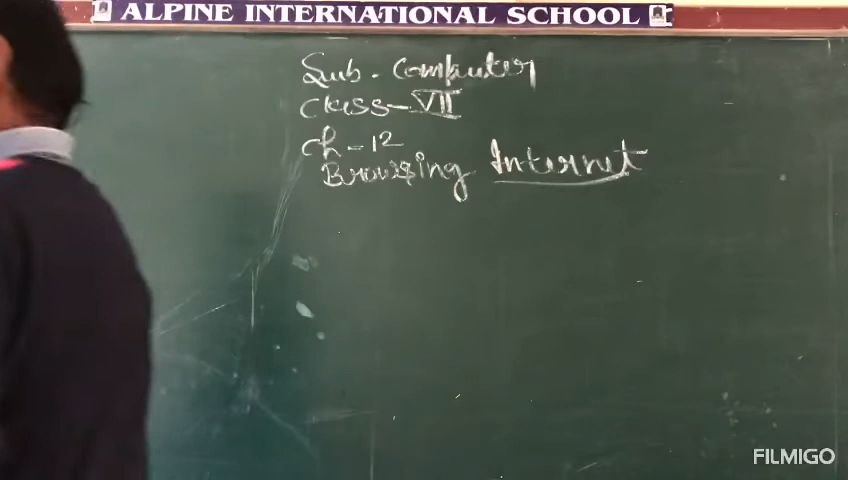 ALPINE INTERNATIONAL SCHOOL
Sub. Computer
Class-VII
Ch-12
Browsing Internet
FILMIGO